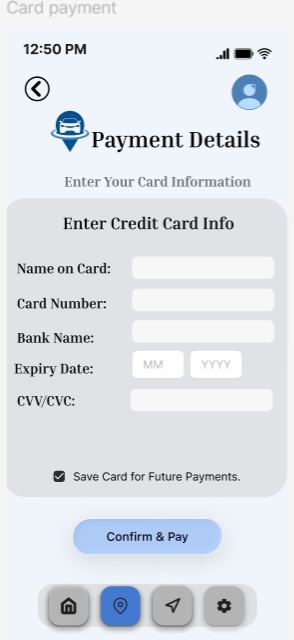 Card payment
12:50 PM
Payment Details
Enter Your Card Information
Enter Credit Card Info
Name on Card:
Card Number:
Bank Name:
Expiry Date: MM YYYY
CVV/CVC:
Save Card for Future Payments.
Confirm & Pay